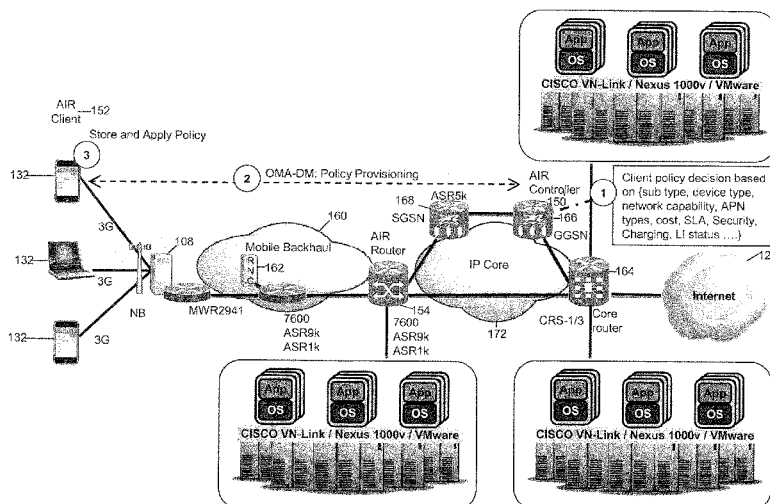 App App App
OS OS OS
CISCO VN-Link / Nexus 1000v / VMware
AIR
Client
152
3
Store and Apply Policy
132
2
OMA-DM: Policy Provisioning
AIR
Controller
150
1
Client policy decision based
on {sub type, device type,
network capability, APN
types, cost, SLA, Security,
Charging, LI status ....}
ASR5k
168
SGSN
166
GGSN
160
3G
108
Mobile Backhaul
RNC
162
AIR
Router
IP Core
164
12
Internet
132
3G
NB
MWR2941
3G
132
7600
ASR9k
ASR1k
154
7600
ASR9k
ASR1k
172
CRS-1/3
Core
router
App App App
OS OS OS
CISCO VN-Link / Nexus 1000v / VMware
App App App
OS OS OS
CISCO VN-Link / Nexus 1000v / VMware